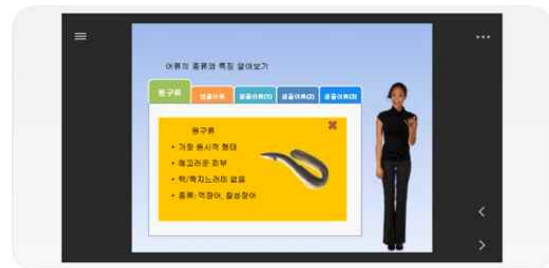 어류의 종류와 특징 알아보기
원구류
연골어류
경골어류(1)
경골어류(2)
경골어류(3)
원구류
• 가장 원시적 형태
• 매끄러운 피부
• 턱/짝지느러미 없음
• 종류: 먹장어, 칠성장어